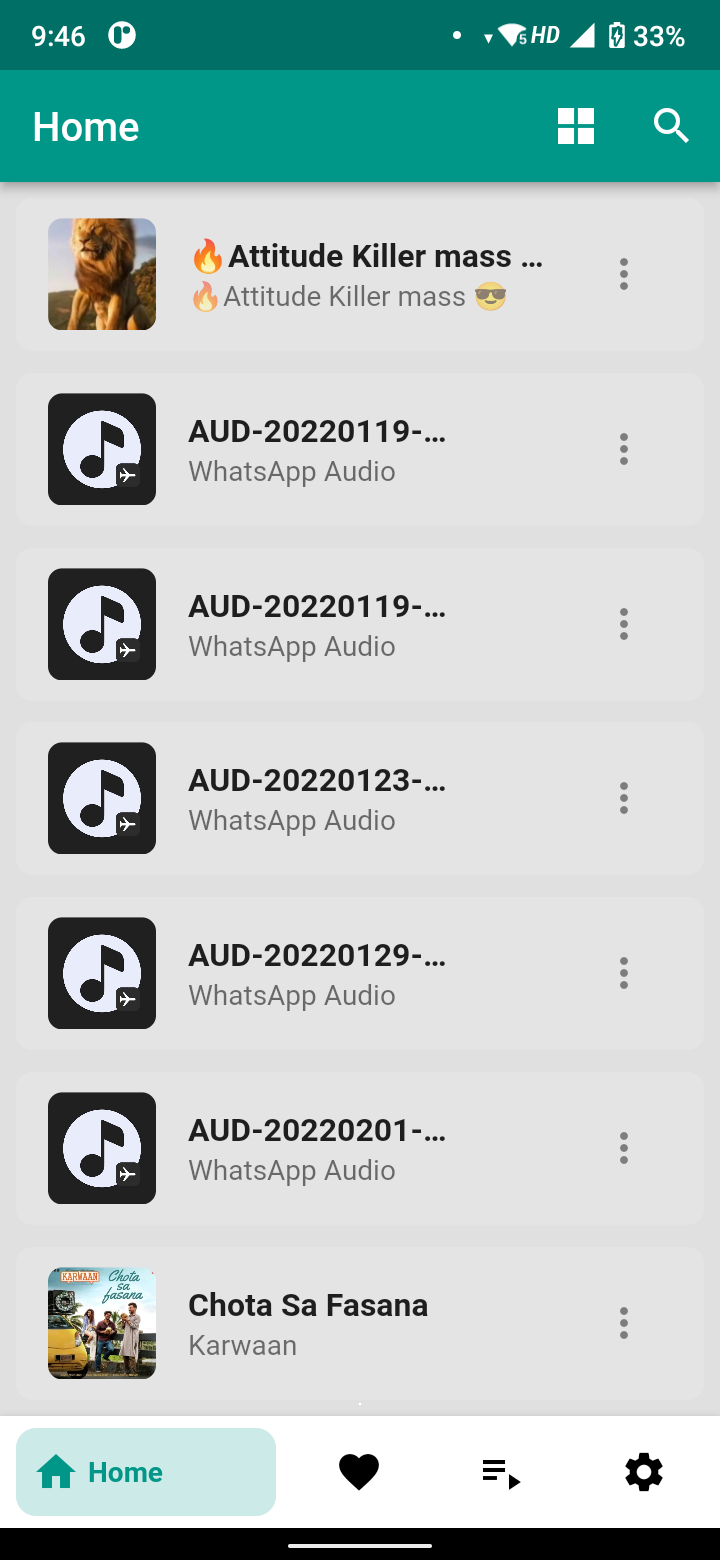 9:46 5 HD 33%
Home
🔥Attitude Killer mass ...
🔥Attitude Killer mass 😎
AUD-20220119-...
WhatsApp Audio
AUD-20220119-...
WhatsApp Audio
AUD-20220123-...
WhatsApp Audio
AUD-20220129-...
WhatsApp Audio
AUD-20220201-...
WhatsApp Audio
KARWAAN Chota
sa
fasana
Chota Sa Fasana
Karwaan
Home